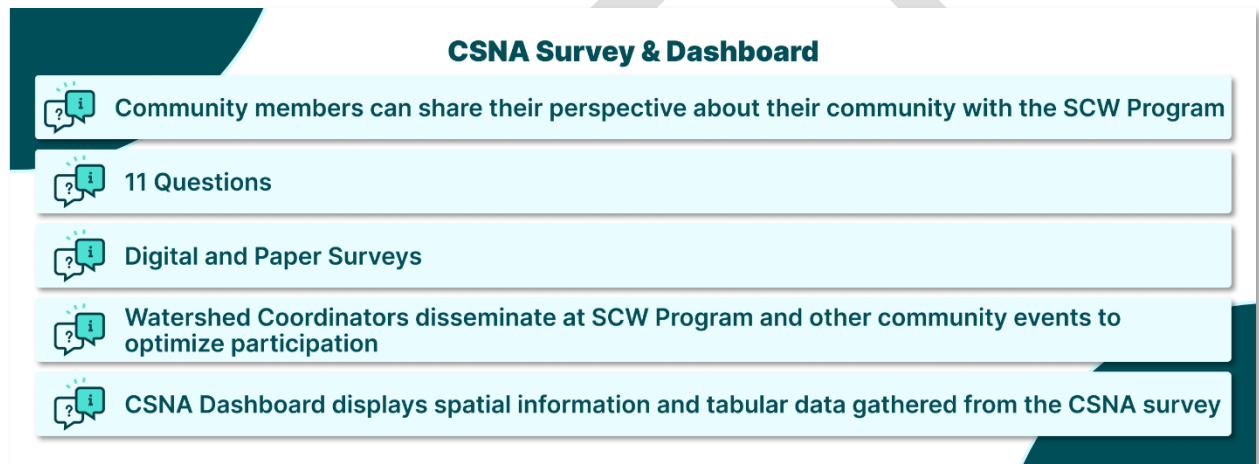 CSNA Survey & Dashboard
Community members can share their perspective about their community with the SCW Program
11 Questions
Digital and Paper Surveys
Watershed Coordinators disseminate at SCW Program and other community events to
optimize participation
CSNA Dashboard displays spatial information and tabular data gathered from the CSNA survey